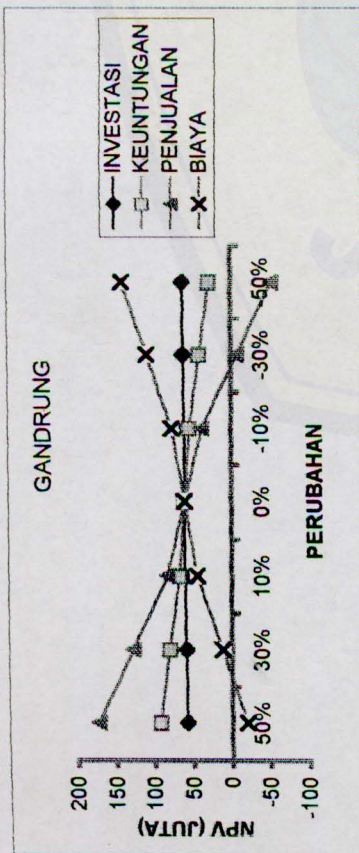 GANDRUNG
NPV (JUTA)
200
150
100
50
0
-50
-100
50%
30%
10%
0%
-10%
-30%
-50%
PERUBAHAN
INVESTASI
KEUNTUNGAN
PENJUALAN
BIAYA